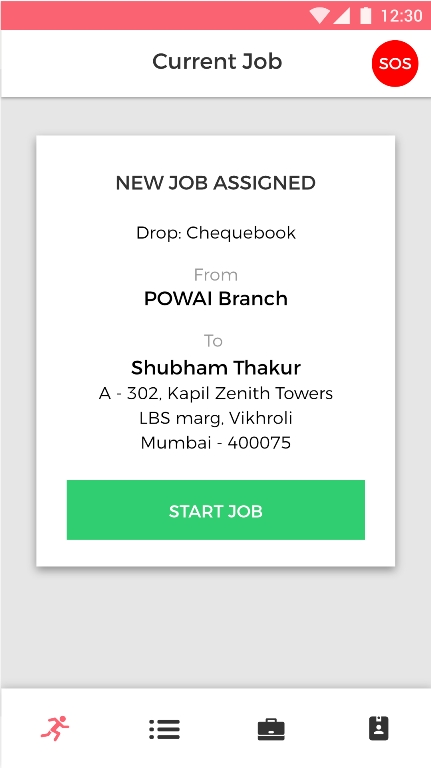 12:30
Current Job
SOS
NEW JOB ASSIGNED
Drop: Chequebook
From
POWAI Branch
To
Shubham Thakur
A - 302, Kapil Zenith Towers
LBS marg, Vikhroli
Mumbai - 400075
START JOB